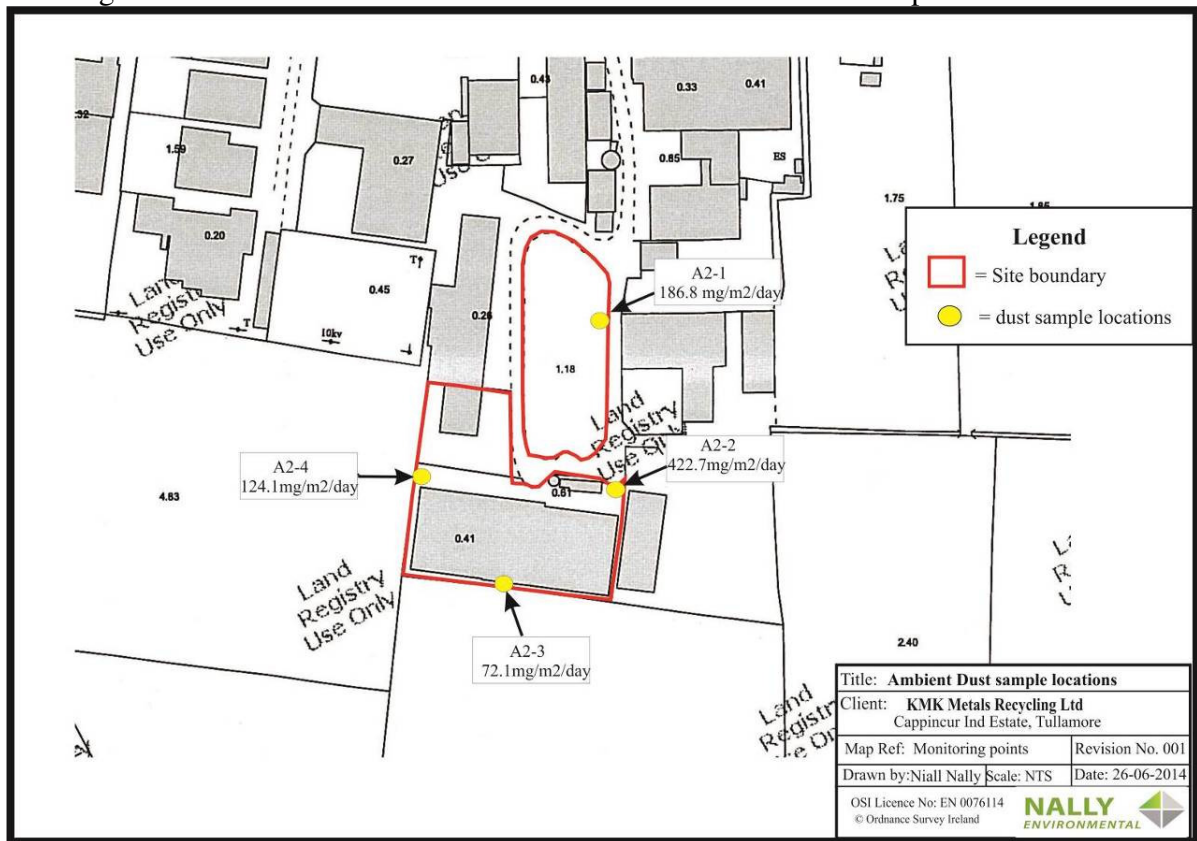 0.33
0.41
1.59
0.27
0.85
ES
1.75
0.20
T
0.45
10kv
T
1.18
4.83
0.61
0.41
2.40
Land
Registry
Use Only
Land
Registry
Use Only
Land
Registry
Use Only
A2-1
186.8 mg/m2/day
A2-2
422.7mg/m2/day
A2-4
124.1mg/m2/day
A2-3
72.1mg/m2/day
Legend
= Site boundary
= dust sample locations
Title: Ambient Dust sample locations
Client: KMK Metals Recycling Ltd
Cappincur Ind Estate, Tullamore
Map Ref: Monitoring points
Revision No. 001
Drawn by:Niall Nally
Scale: NTS
Date: 26-06-2014
OSI Licence No: EN 0076114
© Ordnance Survey Ireland
NALLY
ENVIRONMENTAL